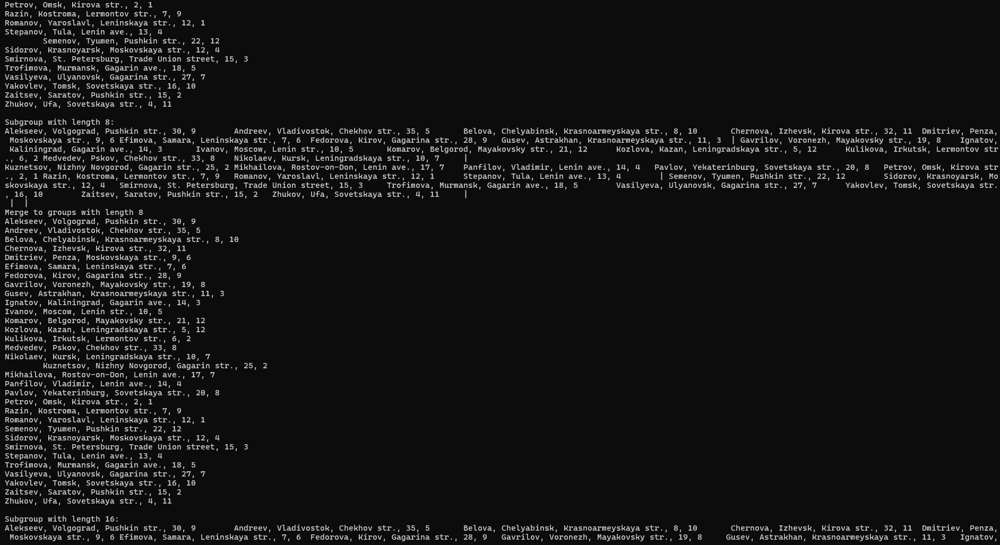 Petrov, Omsk, Kirova str., 2, 1
Razin, Kostroma, Lermontov str., 7, 9
Romanov, Yaroslavl, Leninskaya str., 12, 1
Stepanov, Tula, Lenin ave., 13, 4
Semenov, Tyumen, Pushkin str., 22, 12
Sidorov, Krasnoyarsk, Moskovskaya str., 12, 4
Smirnova, St. Petersburg, Trade Union street, 15, 3
Trofimova, Murmansk, Gagarin ave., 18, 5
Vasilyeva, Ulyanovsk, Gagarina str., 27, 7
Yakovlev, Tomsk, Sovetskaya str., 16, 10
Zaitsev, Saratov, Pushkin str., 15, 2
Zhukov, Ufa, Sovetskaya str., 4, 11
Subgroup with length 8:
Alekseev, Volgograd, Pushkin str., 30, 9 Andreev, Vladivostok, Chekhov str., 35, 5 Belova, Chelyabinsk, Krasnoarmeyskaya str., 8, 10 Chernova, Izhevsk, Kirova str., 32, 11 Dmitriev, Penza,
Moskovskaya str., 9, 6 Efimova, Samara, Leninskaya str., 7, 6 Fedorova, Kirov, Gagarina str., 28, 9 Gusev, Astrakhan, Krasnoarmeyskaya str., 11, 3 | Gavrilov, Voronezh, Mayakovsky str., 19, 8 Ignatov,
Kaliningrad, Gagarin ave., 14, 3 Ivanov, Moscow, Lenin str., 10, 5 Komarov, Belgorod, Mayakovsky str., 21, 12 Kozlova, Kazan, Leningradskaya str., 5, 12 Kulikova, Irkutsk, Lermontov str
., 6, 2 Medvedev, Pskov, Chekhov str., 33, 8 Nikolaev, Kursk, Leningradskaya str., 10, 7 |
Kuznetsov, Nizhny Novgorod, Gagarin str., 25, 2 Mikhailova, Rostov-on-Don, Lenin ave., 17, 7 Panfilov, Vladimir, Lenin ave., 14, 4 Pavlov, Yekaterinburg, Sovetskaya str., 20, 8 Petrov, Omsk, Kirova str
., 2, 1 Razin, Kostroma, Lermontov str., 7, 9 Romanov, Yaroslavl, Leninskaya str., 12, 1 Stepanov, Tula, Lenin ave., 13, 4 | Semenov, Tyumen, Pushkin str., 22, 12 Sidorov, Krasnoyarsk, Mo
skovskaya str., 12, 4 Smirnova, St. Petersburg, Trade Union street, 15, 3 Trofimova, Murmansk, Gagarin ave., 18, 5 Vasilyeva, Ulyanovsk, Gagarina str., 27, 7 Yakovlev, Tomsk, Sovetskaya str.
, 16, 10 Zaitsev, Saratov, Pushkin str., 15, 2 Zhukov, Ufa, Sovetskaya str., 4, 11 |
| |
Merge to groups with length 8
Alekseev, Volgograd, Pushkin str., 30, 9
Andreev, Vladivostok, Chekhov str., 35, 5
Belova, Chelyabinsk, Krasnoarmeyskaya str., 8, 10
Chernova, Izhevsk, Kirova str., 32, 11
Dmitriev, Penza, Moskovskaya str., 9, 6
Efimova, Samara, Leninskaya str., 7, 6
Fedorova, Kirov, Gagarina str., 28, 9
Gavrilov, Voronezh, Mayakovsky str., 19, 8
Gusev, Astrakhan, Krasnoarmeyskaya str., 11, 3
Ignatov, Kaliningrad, Gagarin ave., 14, 3
Ivanov, Moscow, Lenin str., 10, 5
Komarov, Belgorod, Mayakovsky str., 21, 12
Kozlova, Kazan, Leningradskaya str., 5, 12
Kulikova, Irkutsk, Lermontov str., 6, 2
Medvedev, Pskov, Chekhov str., 33, 8
Nikolaev, Kursk, Leningradskaya str., 10, 7
Kuznetsov, Nizhny Novgorod, Gagarin str., 25, 2
Mikhailova, Rostov-on-Don, Lenin ave., 17, 7
Panfilov, Vladimir, Lenin ave., 14, 4
Pavlov, Yekaterinburg, Sovetskaya str., 20, 8
Petrov, Omsk, Kirova str., 2, 1
Razin, Kostroma, Lermontov str., 7, 9
Romanov, Yaroslavl, Leninskaya str., 12, 1
Semenov, Tyumen, Pushkin str., 22, 12
Sidorov, Krasnoyarsk, Moskovskaya str., 12, 4
Smirnova, St. Petersburg, Trade Union street, 15, 3
Stepanov, Tula, Lenin ave., 13, 4
Trofimova, Murmansk, Gagarin ave., 18, 5
Vasilyeva, Ulyanovsk, Gagarina str., 27, 7
Yakovlev, Tomsk, Sovetskaya str., 16, 10
Zaitsev, Saratov, Pushkin str., 15, 2
Zhukov, Ufa, Sovetskaya str., 4, 11
Subgroup with length 16:
Alekseev, Volgograd, Pushkin str., 30, 9 Andreev, Vladivostok, Chekhov str., 35, 5 Belova, Chelyabinsk, Krasnoarmeyskaya str., 8, 10 Chernova, Izhevsk, Kirova str., 32, 11 Dmitriev, Penza,
Moskovskaya str., 9, 6 Efimova, Samara, Leninskaya str., 7, 6 Fedorova, Kirov, Gagarina str., 28, 9 Gavrilov, Voronezh, Mayakovsky str., 19, 8 Gusev, Astrakhan, Krasnoarmeyskaya str., 11, 3 Ignatov,